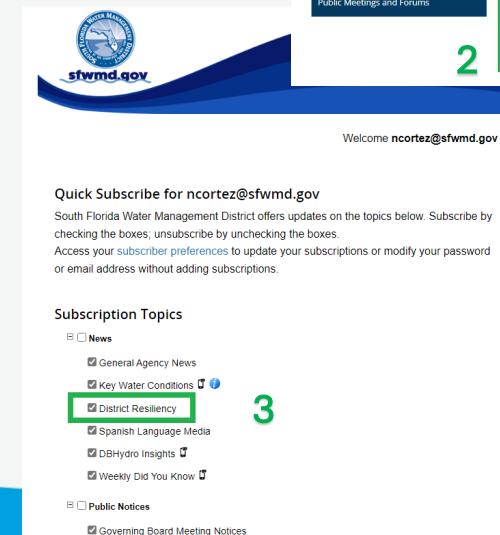 Public Meetings and Forums
2
SOUTH FLORIDA WATER MANAGEMENT DISTRICT
sfwmd.gov
Welcome ncortez@sfwmd.gov
Quick Subscribe for ncortez@sfwmd.gov
South Florida Water Management District offers updates on the topics below. Subscribe by
checking the boxes; unsubscribe by unchecking the boxes.
Access your subscriber preferences to update your subscriptions or modify your password
or email address without adding subscriptions.
Subscription Topics
News
General Agency News
Key Water Conditions
District Resiliency
3
Spanish Language Media
DBHydro Insights
Weekly Did You Know
Public Notices
Governing Board Meeting Notices